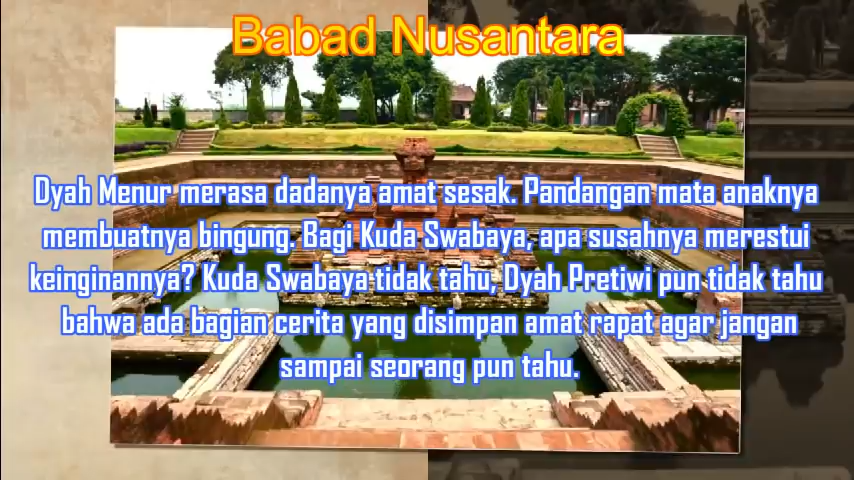 Babad Nusantara
Dyah Menur merasa dadanya amat sesak. Pandangan mata anaknya
membuatnya bingung. Bagi Kuda Swabaya, apa susahnya merestui
keinginannya? Kuda Swabaya tidak tahu, Dyah Pretiwi pun tidak tahu
bahwa ada bagian cerita yang disimpan amat rapat agar jangan
sampai seorang pun tahu.